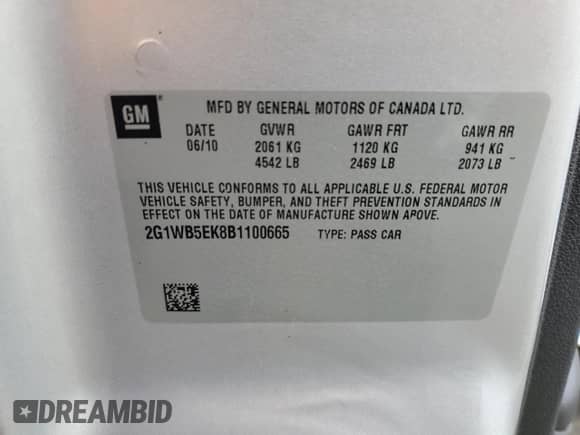 GM
MFD BY GENERAL MOTORS OF CANADA LTD.
DATE GVWR GAWR FRT GAWR RR
06/10 2061 KG 1120 KG 941 KG
4542 LB 2469 LB 2073 LB
THIS VEHICLE CONFORMS TO ALL APPLICABLE U.S. FEDERAL MOTOR
VEHICLE SAFETY, BUMPER, AND THEFT PREVENTION STANDARDS IN
EFFECT ON THE DATE OF MANUFACTURE SHOWN ABOVE.
2G1WB5EK8B1100665 TYPE: PASS CAR
DREAMBID